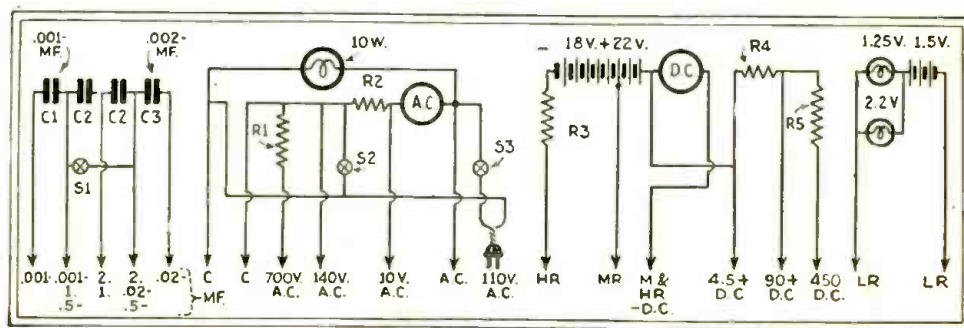 .001-
MF.
.002-
MF.
C1 C2 C2 C3
S1
.001-
.001-
1.
.5-
2.
1.
2.
.02-
.5-
.02-
MF.
10W.
R2
A.C
R1
S2
S3
C
C
700V.
A.C.
140V.
A.C.
10V.
A.C.
A.C.
110V.
A.C.
- 18V.+22V.
D.C
R3
R4
R5
HR
MR
M &
HR
-D.C.
4.5+
D.C
90+
D.C
450
D.C.
1.25V. 1.5V.
2.2V
LR
LR